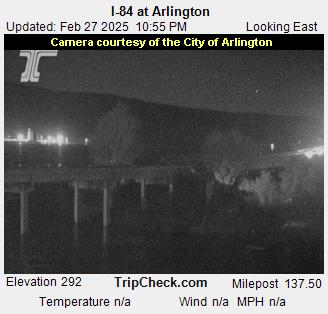 I-84 at Arlington
Updated: Feb 27 2025 10:55 PM Looking East
Camera courtesy of the City of Arlington
Elevation 292 TripCheck.com Milepost 137.50
Temperature n/a Wind n/a MPH n/a